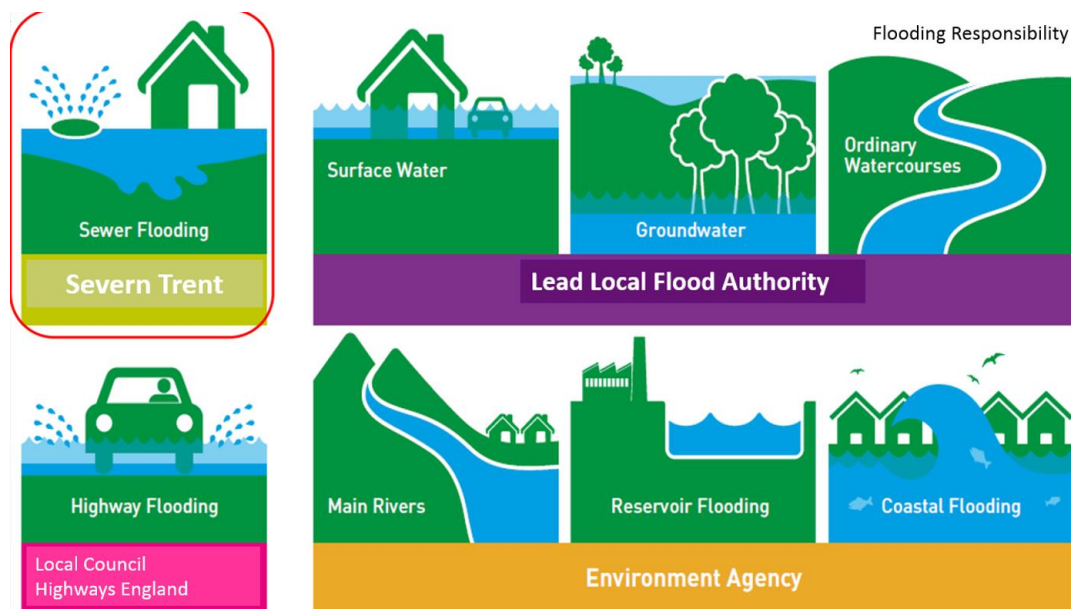 Flooding Responsibility
Sewer Flooding
Severn Trent
Surface Water
Groundwater
Ordinary
Watercourses
Lead Local Flood Authority
Highway Flooding
Local Council
Highways England
Main Rivers
Reservoir Flooding
Coastal Flooding
Environment Agency